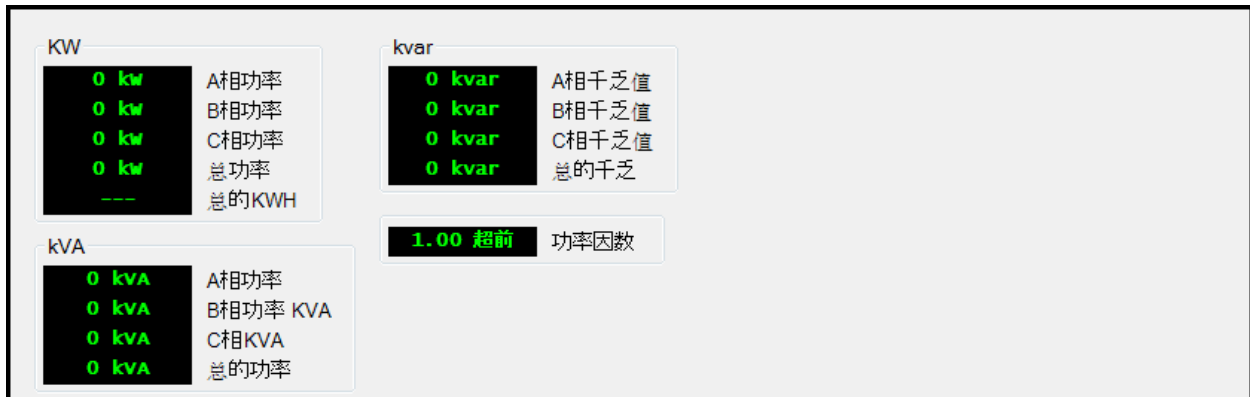 KW
0 kW A相功率
0 kW B相功率
0 kW C相功率
0 kW 总功率
--- 总的KWH
kVA
0 kVA A相功率
0 kVA B相功率 KVA
0 kVA C相KVA
0 kVA 总的功率
kvar
0 kvar A相千乏值
0 kvar B相千乏值
0 kvar C相千乏值
0 kvar 总的千乏
1.00 超前 功率因数